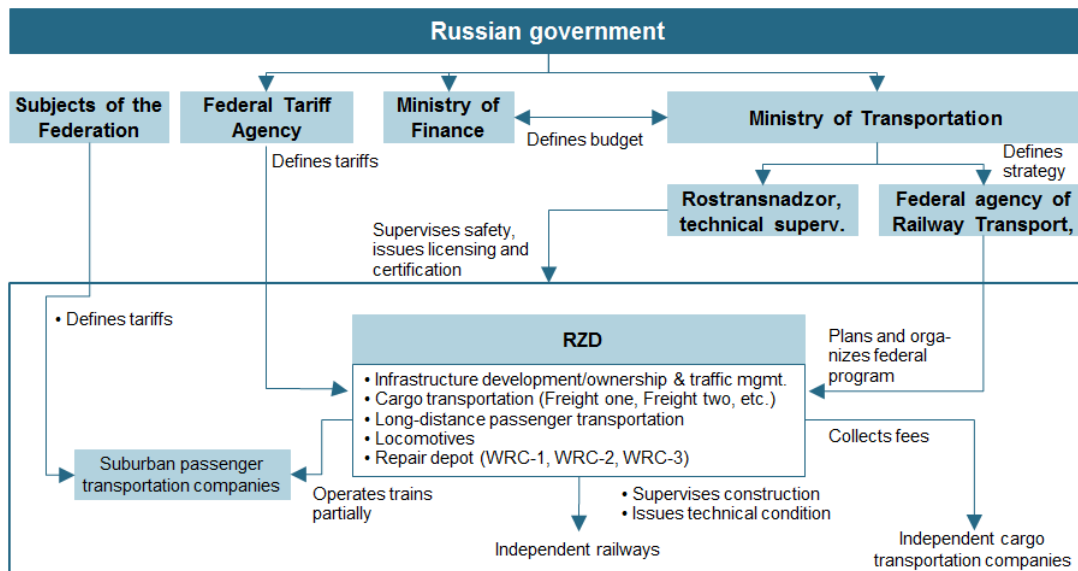 Russian government
Subjects of the
Federation
Federal Tariff
Agency
Ministry of
Finance
Ministry of Transportation
Defines budget
Defines tariffs
Defines
strategy
Rostransnadzor,
technical superv.
Federal agency of
Railway Transport,
Supervises safety,
issues licensing and
certification
• Defines tariffs
RZD
Plans and orga-
nizes federal
program
• Infrastructure development/ownership & traffic mgmt.
• Cargo transportation (Freight one, Freight two, etc.)
• Long-distance passenger transportation
• Locomotives
• Repair depot (WRC-1, WRC-2, WRC-3)
Collects fees
Suburban passenger
transportation companies
Operates trains
partially
• Supervises construction
• Issues technical condition
Independent railways
Independent cargo
transportation companies